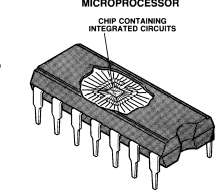 MICROPROCESSOR
CHIP CONTAINING
INTEGRATED CIRCUITS